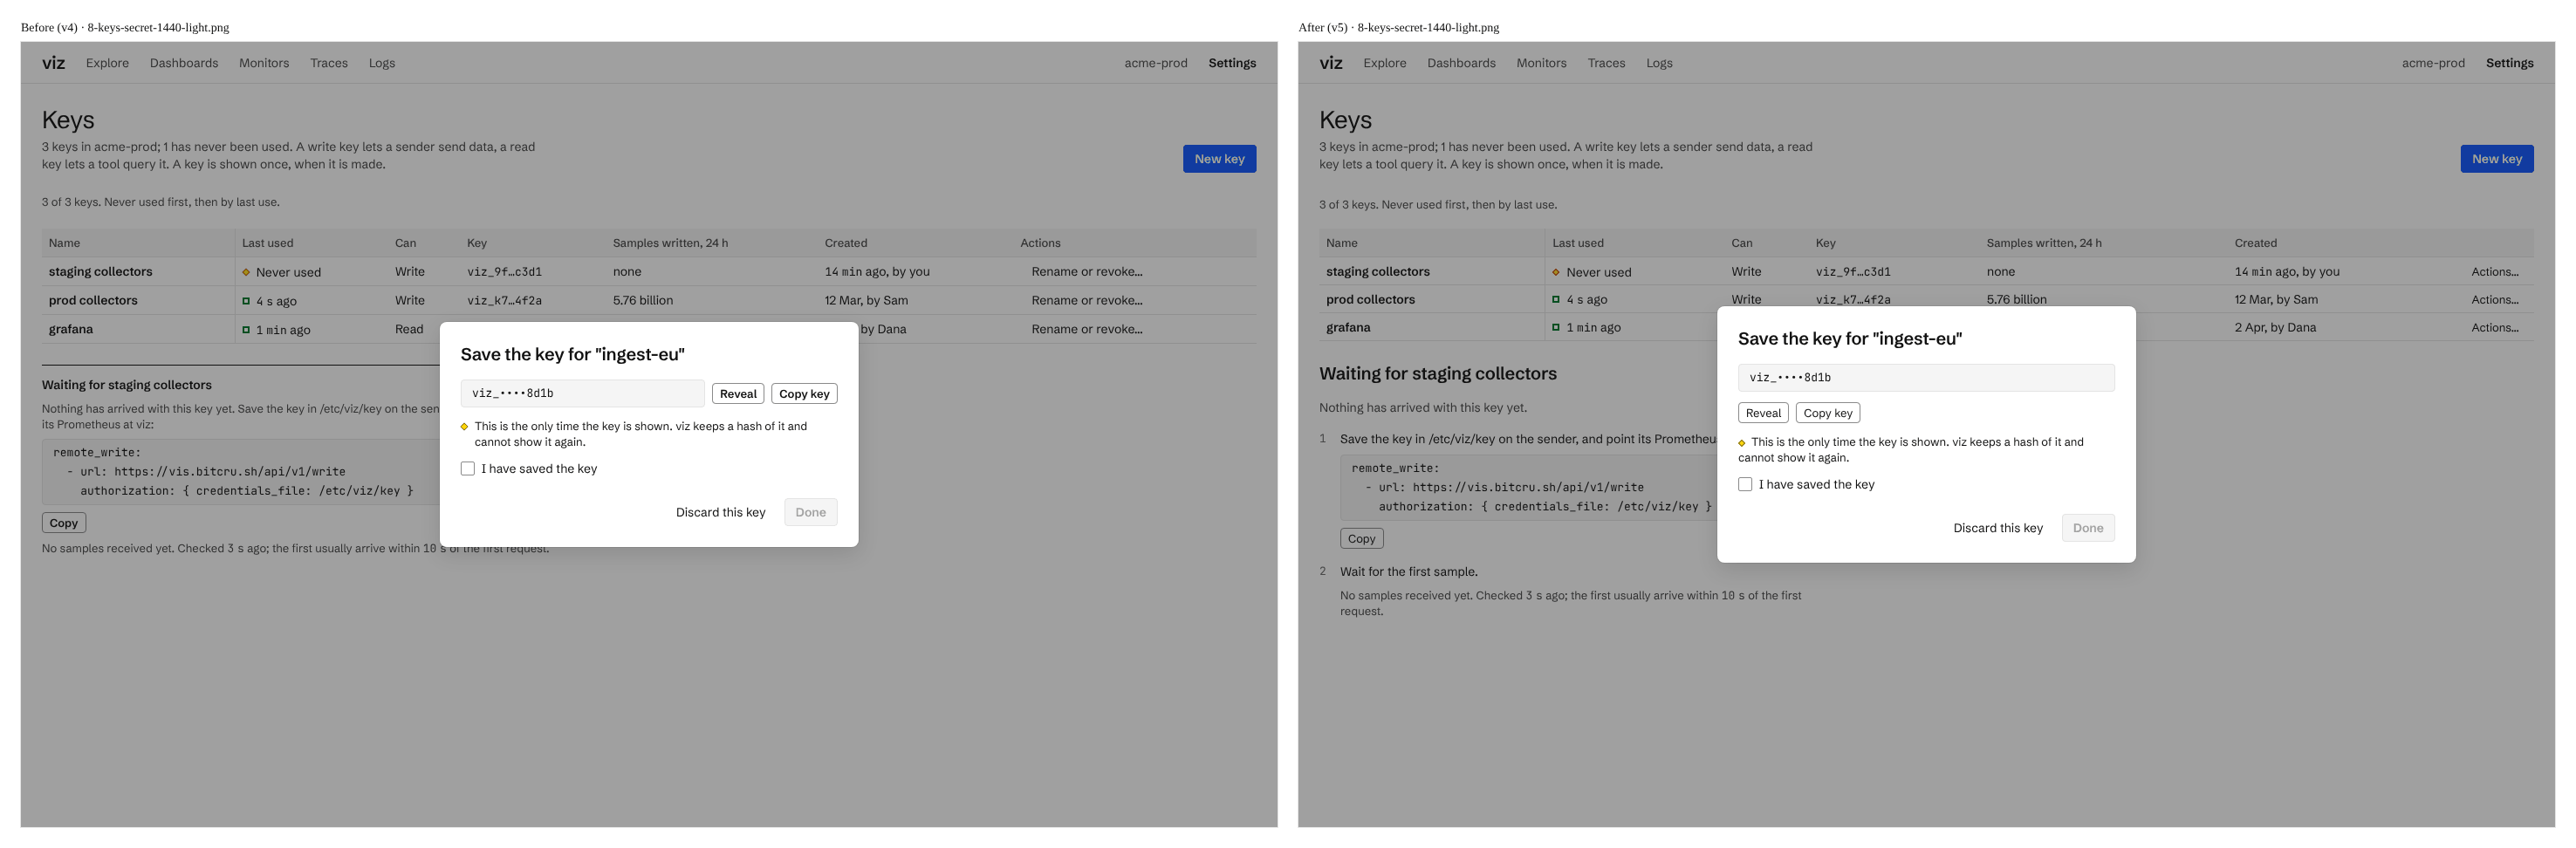 Before (v4) · 8-keys-secret-1440-light.png
viz Explore Dashboards Monitors Traces Logs acme-prod Settings
Keys
3 keys in acme-prod; 1 has never been used. A write key lets a sender send data, a read
key lets a tool query it. A key is shown once, when it is made.
New key
3 of 3 keys. Never used first, then by last use.
Name Last used Can Key Samples written, 24 h Created Actions
staging collectors Never used Write viz_9f…c3d1 none 14 min ago, by you Rename or revoke…
prod collectors 4 s ago Write viz_k7…4f2a 5.76 billion 12 Mar, by Sam Rename or revoke…
grafana 1 min ago Read by Dana Rename or revoke…
Waiting for staging collectors
Nothing has arrived with this key yet. Save the key in /etc/viz/key on the
its Prometheus at viz:
remote_write:
- url: https://vis.bitcru.sh/api/v1/write
authorization: { credentials_file: /etc/viz/key }
Copy
No samples received yet. Checked 3 s ago; the first usually arrive within 10 s of the first request.
Save the key for "ingest-eu"
viz_••••8d1b Reveal Copy key
This is the only time the key is shown. viz keeps a hash of it and
cannot show it again.
I have saved the key
Discard this key Done
After (v5) · 8-keys-secret-1440-light.png
viz Explore Dashboards Monitors Traces Logs acme-prod Settings
Keys
3 keys in acme-prod; 1 has never been used. A write key lets a sender send data, a read
key lets a tool query it. A key is shown once, when it is made.
New key
3 of 3 keys. Never used first, then by last use.
Name Last used Can Key Samples written, 24 h Created
staging collectors Never used Write viz_9f…c3d1 none 14 min ago, by you Actions…
prod collectors 4 s ago Write viz_k7…4f2a 5.76 billion 12 Mar, by Sam Actions…
grafana 1 min ago 2 Apr, by Dana Actions…
Waiting for staging collectors
Nothing has arrived with this key yet.
1 Save the key in /etc/viz/key on the sender, and point its
remote_write:
- url: https://vis.bitcru.sh/api/v1/write
authorization: { credentials_file: /etc/viz/key }
Copy
2 Wait for the first sample.
No samples received yet. Checked 3 s ago; the first usually arrive within 10 s of the first
request.
Save the key for "ingest-eu"
viz_••••8d1b
Reveal Copy key
This is the only time the key is shown. viz keeps a hash of it and
cannot show it again.
I have saved the key
Discard this key Done